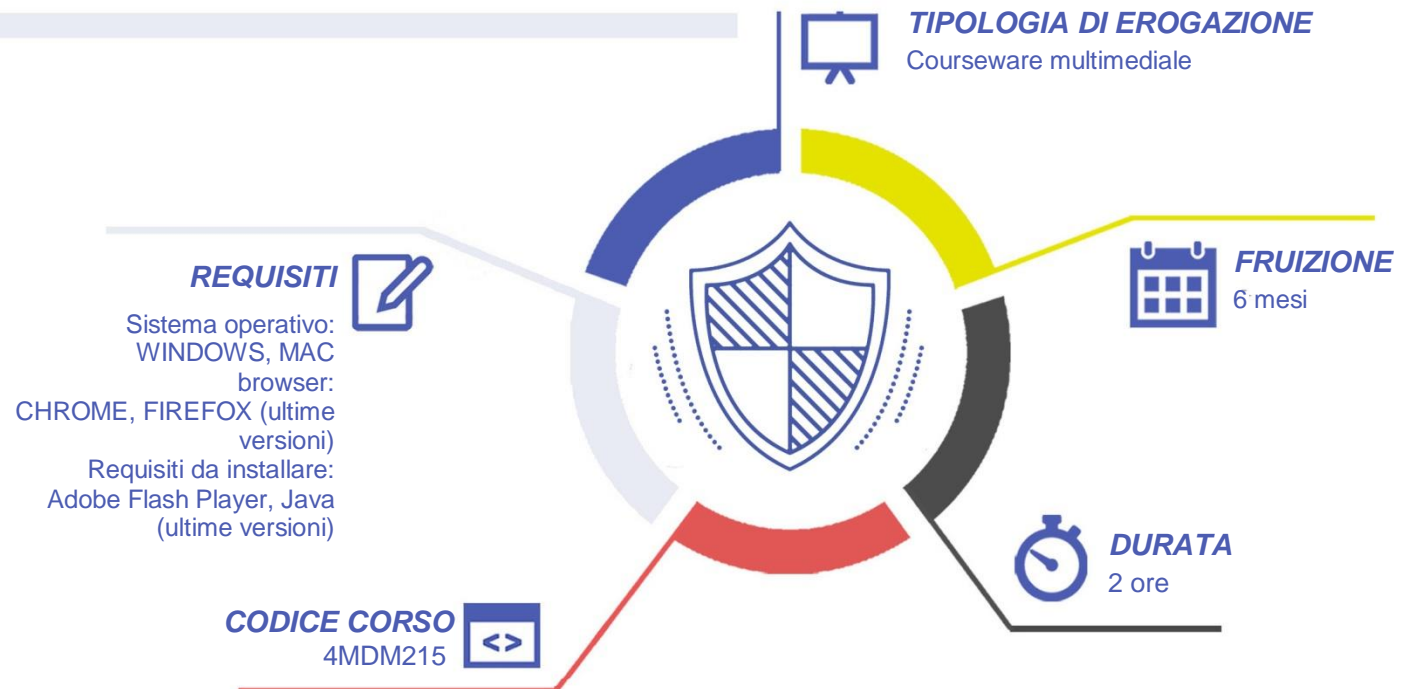 TIPOLOGIA DI EROGAZIONE
Courseware multimediale
REQUISITI
Sistema operativo:
WINDOWS, MAC
browser:
CHROME, FIREFOX (ultime
versioni)
Requisiti da installare:
Adobe Flash Player, Java
(ultime versioni)
FRUIZIONE
6 mesi
DURATA
2 ore
CODICE CORSO
4MDM215
<>